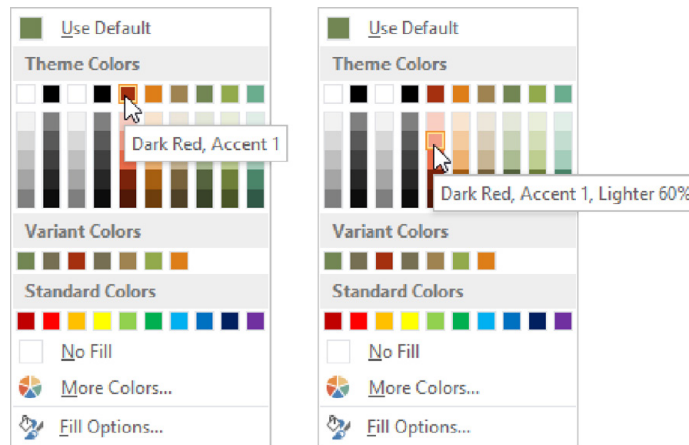 Use Default
Theme Colors
Dark Red, Accent 1
Variant Colors
Standard Colors
No Fill
More Colors...
Fill Options...
Use Default
Theme Colors
Dark Red, Accent 1, Lighter 60%
Variant Colors
Standard Colors
No Fill
More Colors...
Fill Options...